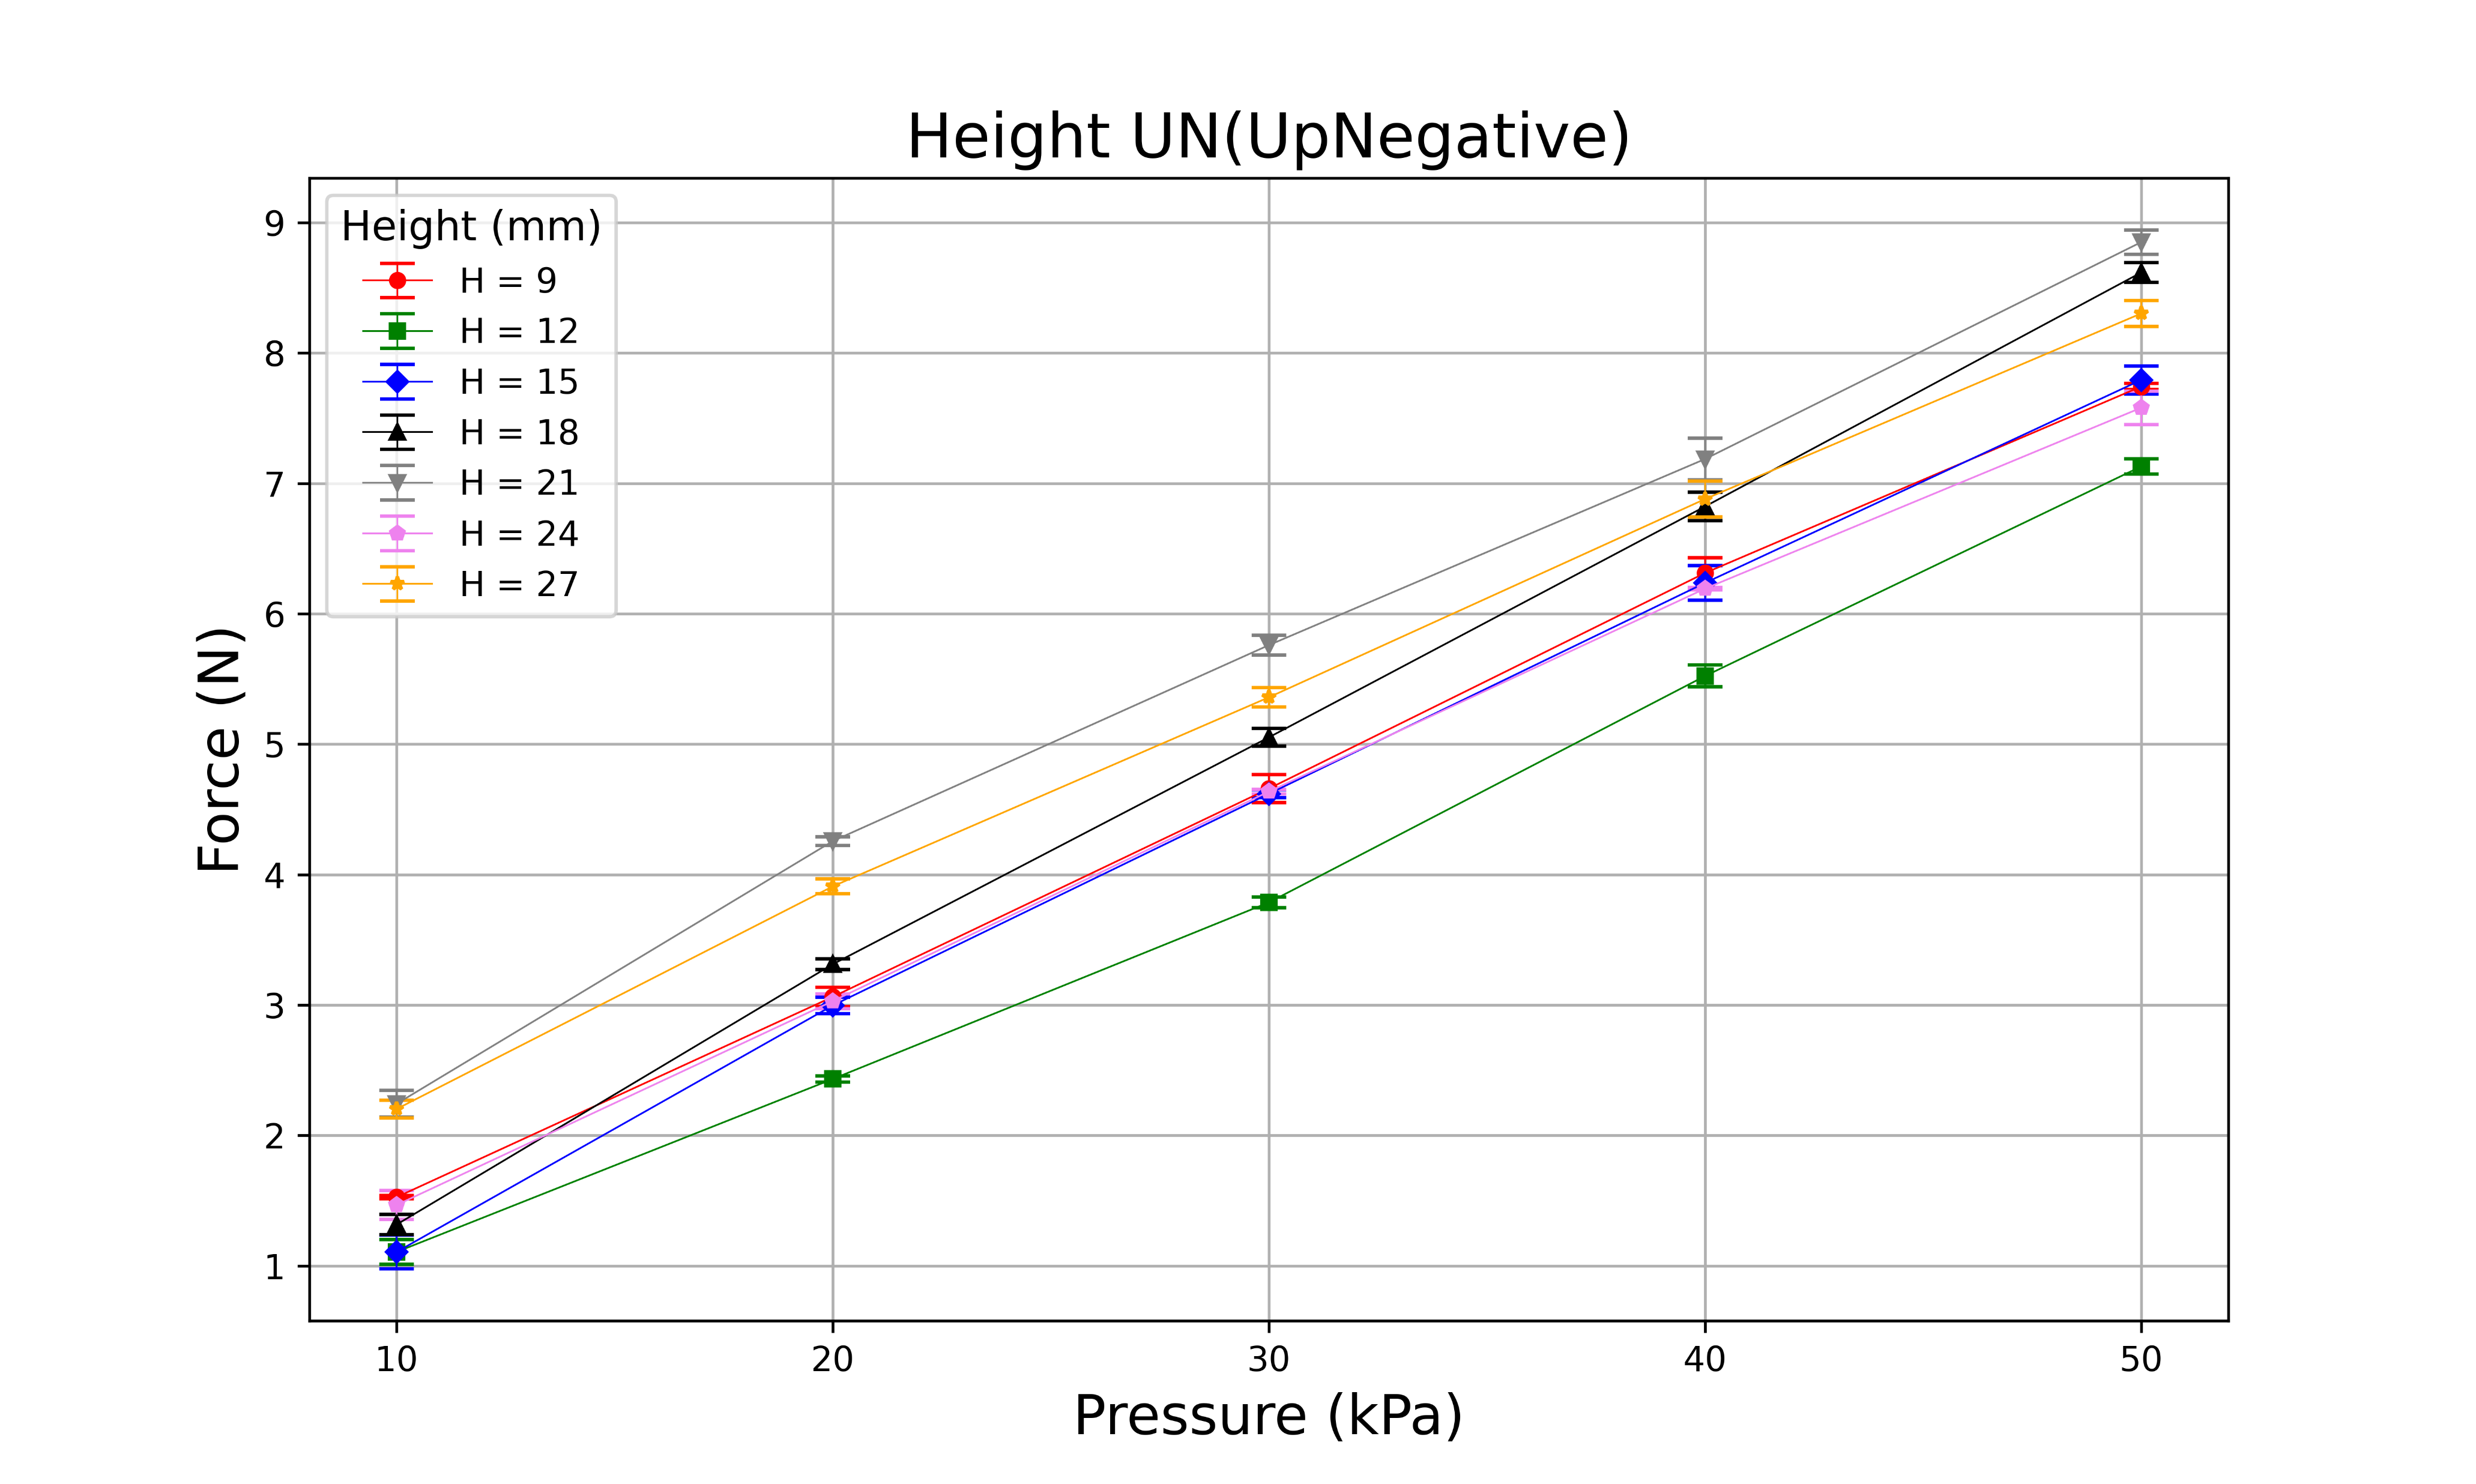 Height UN(UpNegative)
Height (mm)
H = 9
H = 12
H = 15
H = 18
H = 21
H = 24
H = 27
Force (N)
9
8
7
6
5
4
3
2
1
10 20 30 40 50
Pressure (kPa)